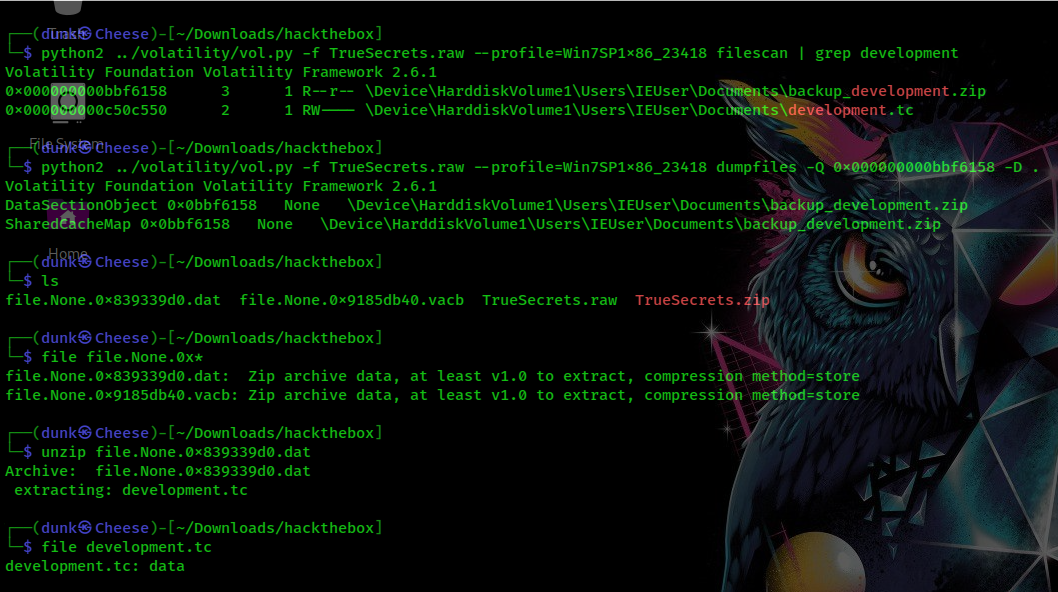 Trash
┌──(dunk㉿Cheese)-[~/Downloads/hackthebox]
└─$ python2 ../volatility/vol.py -f TrueSecrets.raw --profile=Win7SP1×86_23418 filescan | grep development
Volatility Foundation Volatility Framework 2.6.1
0×000000000bbf6158      3      1 R--r-- \Device\HarddiskVolume1\Users\IEUser\Documents\backup_development.zip
0×000000000c50c550      2      1 RW---- \Device\HarddiskVolume1\Users\IEUser\Documents\development.tc
File System
┌──(dunk㉿Cheese)-[~/Downloads/hackthebox]
└─$ python2 ../volatility/vol.py -f TrueSecrets.raw --profile=Win7SP1×86_23418 dumpfiles -Q 0×000000000bbf6158 -D .
Volatility Foundation Volatility Framework 2.6.1
DataSectionObject 0×0bbf6158   None   \Device\HarddiskVolume1\Users\IEUser\Documents\backup_development.zip
SharedCacheMap 0×0bbf6158   None   \Device\HarddiskVolume1\Users\IEUser\Documents\backup_development.zip
Home
┌──(dunk㉿Cheese)-[~/Downloads/hackthebox]
└─$ ls
file.None.0×839339d0.dat  file.None.0×9185db40.vacb  TrueSecrets.raw  TrueSecrets.zip
┌──(dunk㉿Cheese)-[~/Downloads/hackthebox]
└─$ file file.None.0x*
file.None.0×839339d0.dat:  Zip archive data, at least v1.0 to extract, compression method=store
file.None.0×9185db40.vacb: Zip archive data, at least v1.0 to extract, compression method=store
┌──(dunk㉿Cheese)-[~/Downloads/hackthebox]
└─$ unzip file.None.0×839339d0.dat
Archive:  file.None.0×839339d0.dat
 extracting: development.tc
┌──(dunk㉿Cheese)-[~/Downloads/hackthebox]
└─$ file development.tc
development.tc: data